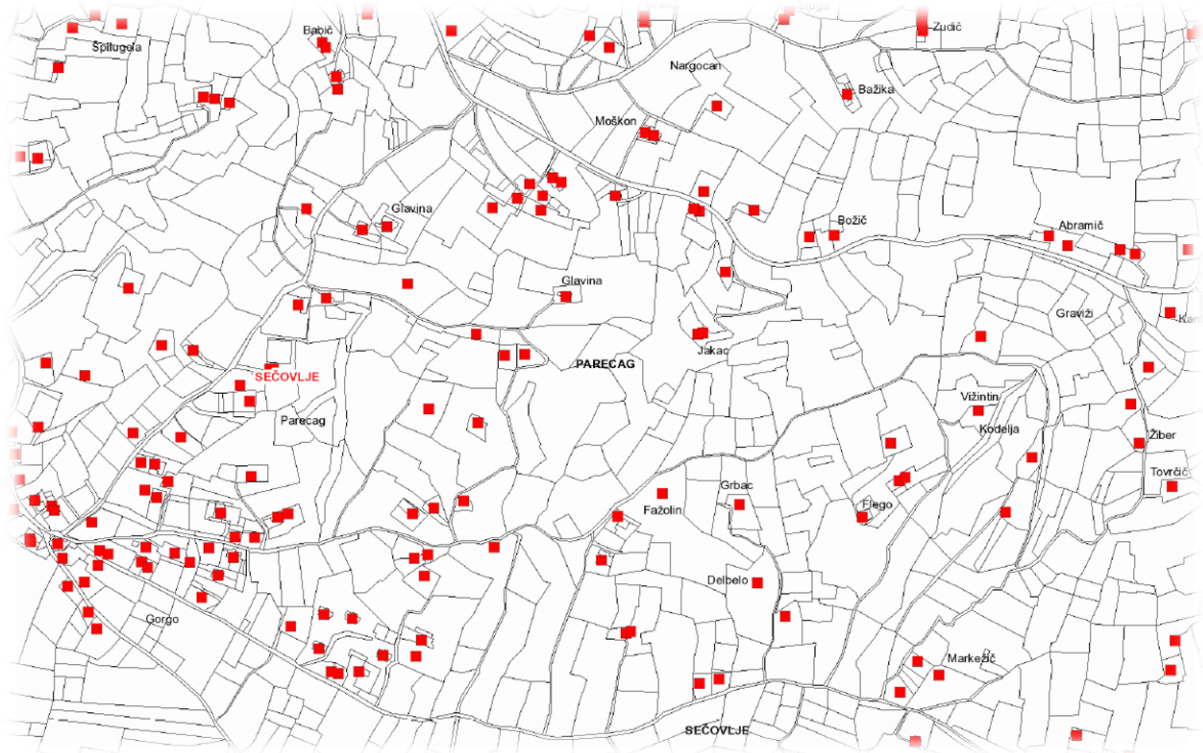 Zudič
Babič
Špilugola
Nargocan
Bažika
Moškon
Glavina
Božič
Abramič
Glavina
Graviži
Jakac
PARECAG
SEČOVLJE
Vižintin
Parecag
Kodelja
Žiber
Tovrčič
Grbac
Fažolin
Flego
Delbelo
Gorgo
Markežič
SEČOVLJE